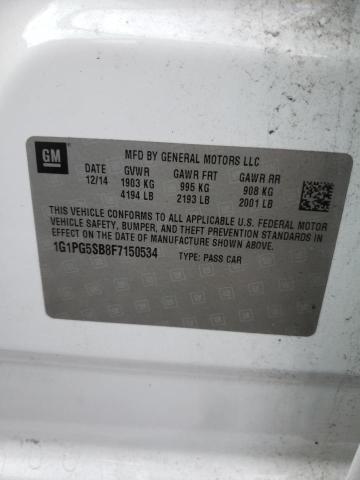 GM
MFD BY GENERAL MOTORS LLC
DATE GVWR GAWR FRT GAWR RR
12/14 1903 KG 995 KG 908 KG
4194 LB 2193 LB 2001 LB
THIS VEHICLE CONFORMS TO ALL APPLICABLE U.S. FEDERAL MOTOR
VEHICLE SAFETY, BUMPER, AND THEFT PREVENTION STANDARDS
IN EFFECT ON THE DATE OF MANUFACTURE SHOWN ABOVE.
1G1PG5SB8F7150534 TYPE: PASS CAR